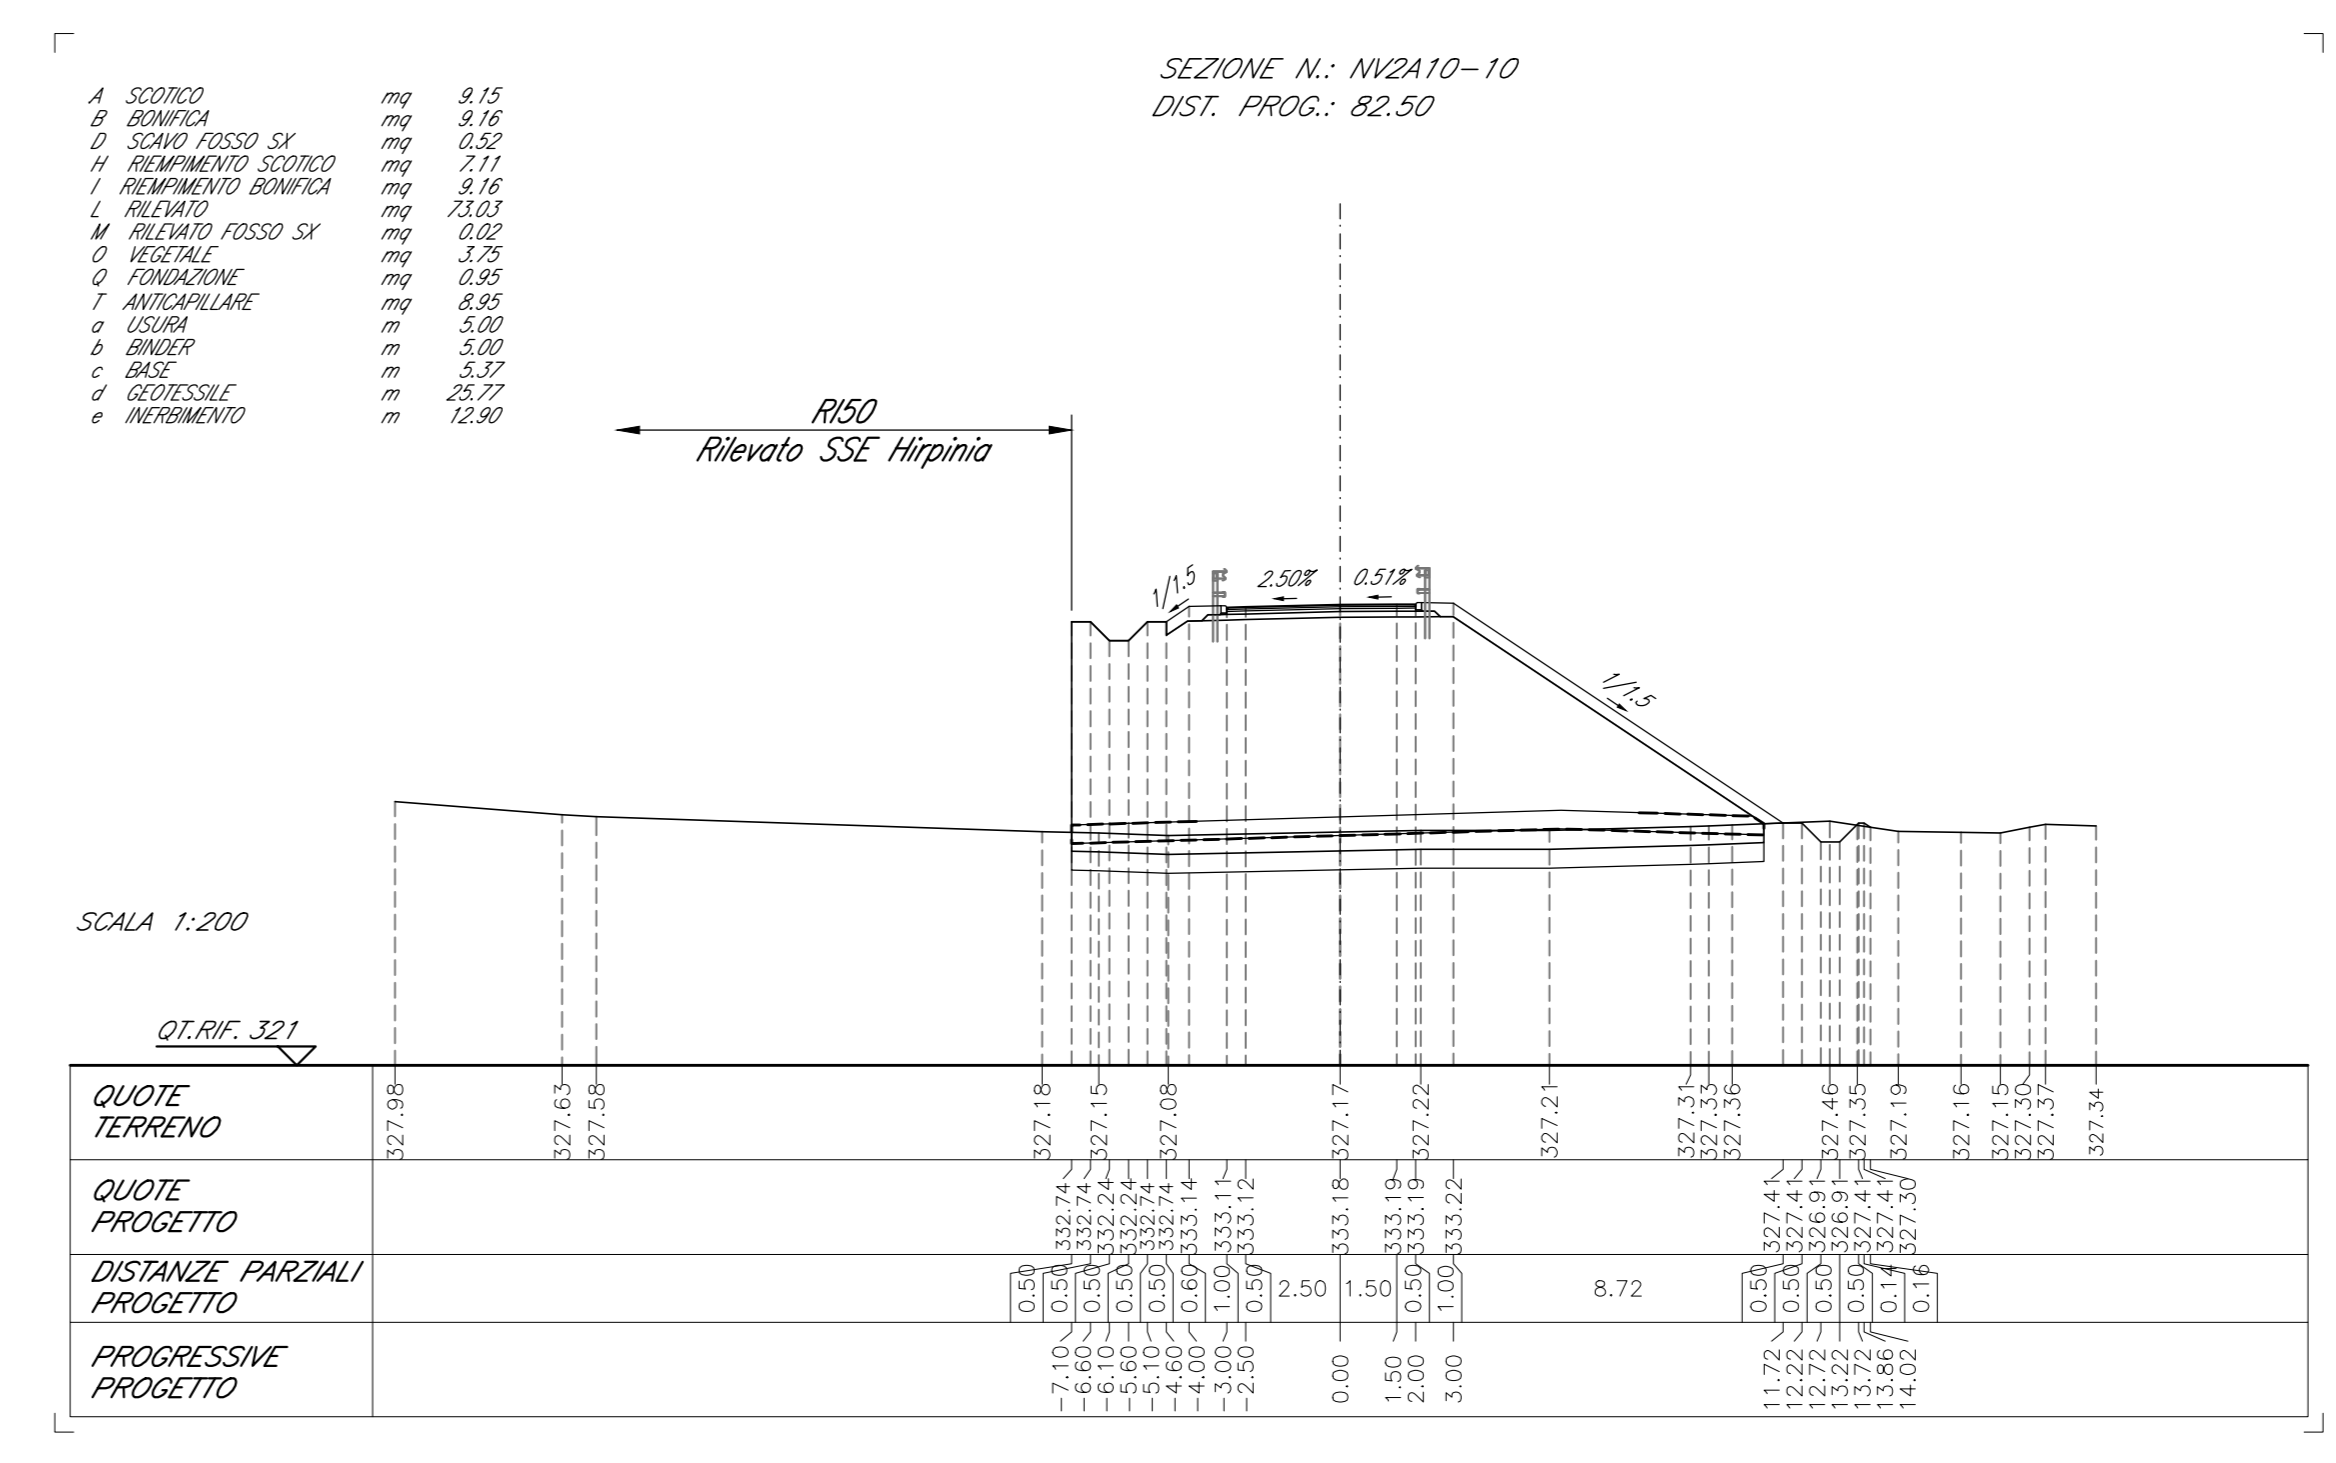 SEZIONE N.: NV2A10-10
DIST. PROG.: 82.50
A SCOTICO mq 9.15
B BONIFICA mq 9.16
D SCAVO FOSSO SX mq 0.52
H RIEMPIMENTO SCOTICO mq 7.11
I RIEMPIMENTO BONIFICA mq 9.16
L RILEVATO mq 73.03
M RILEVATO FOSSO SX mq 0.02
O VEGETALE mq 3.75
Q FONDAZIONE mq 0.95
T ANTICAPILLARE mq 8.95
a USURA m 5.00
b BINDER m 5.00
c BASE m 5.37
d GEOTESSILE m 25.77
e INERBIMENTO m 12.90
RI50
Rilevato SSE Hirpinia
1/1.5
2.50%
0.51%
1/1.5
SCALA 1:200
QT.RIF. 321
QUOTE
TERRENO
327.98 327.63 327.58 327.18 327.15 327.08 327.17 327.22 327.21 327.31 327.33 327.36 327.46 327.35 327.19 327.16 327.15 327.30 327.37 327.34
QUOTE
PROGETTO
332.74 332.74 332.24 332.24 332.74 332.74 333.14 333.11 333.12 333.18 333.19 333.19 333.22 327.41 327.41 326.91 326.91 327.41 327.41 327.30
DISTANZE PARZIALI
PROGETTO
0.50 0.50 0.50 0.50 0.50 0.60 1.00 0.50 2.50 1.50 0.50 1.00 8.72 0.50 0.50 0.50 0.50 0.14 0.16
PROGRESSIVE
PROGETTO
-7.10 -6.60 -6.10 -5.60 -5.10 -4.60 -4.00 -3.00 -2.50 0.00 1.50 2.00 3.00 11.72 12.22 12.72 13.22 13.72 13.86 14.02